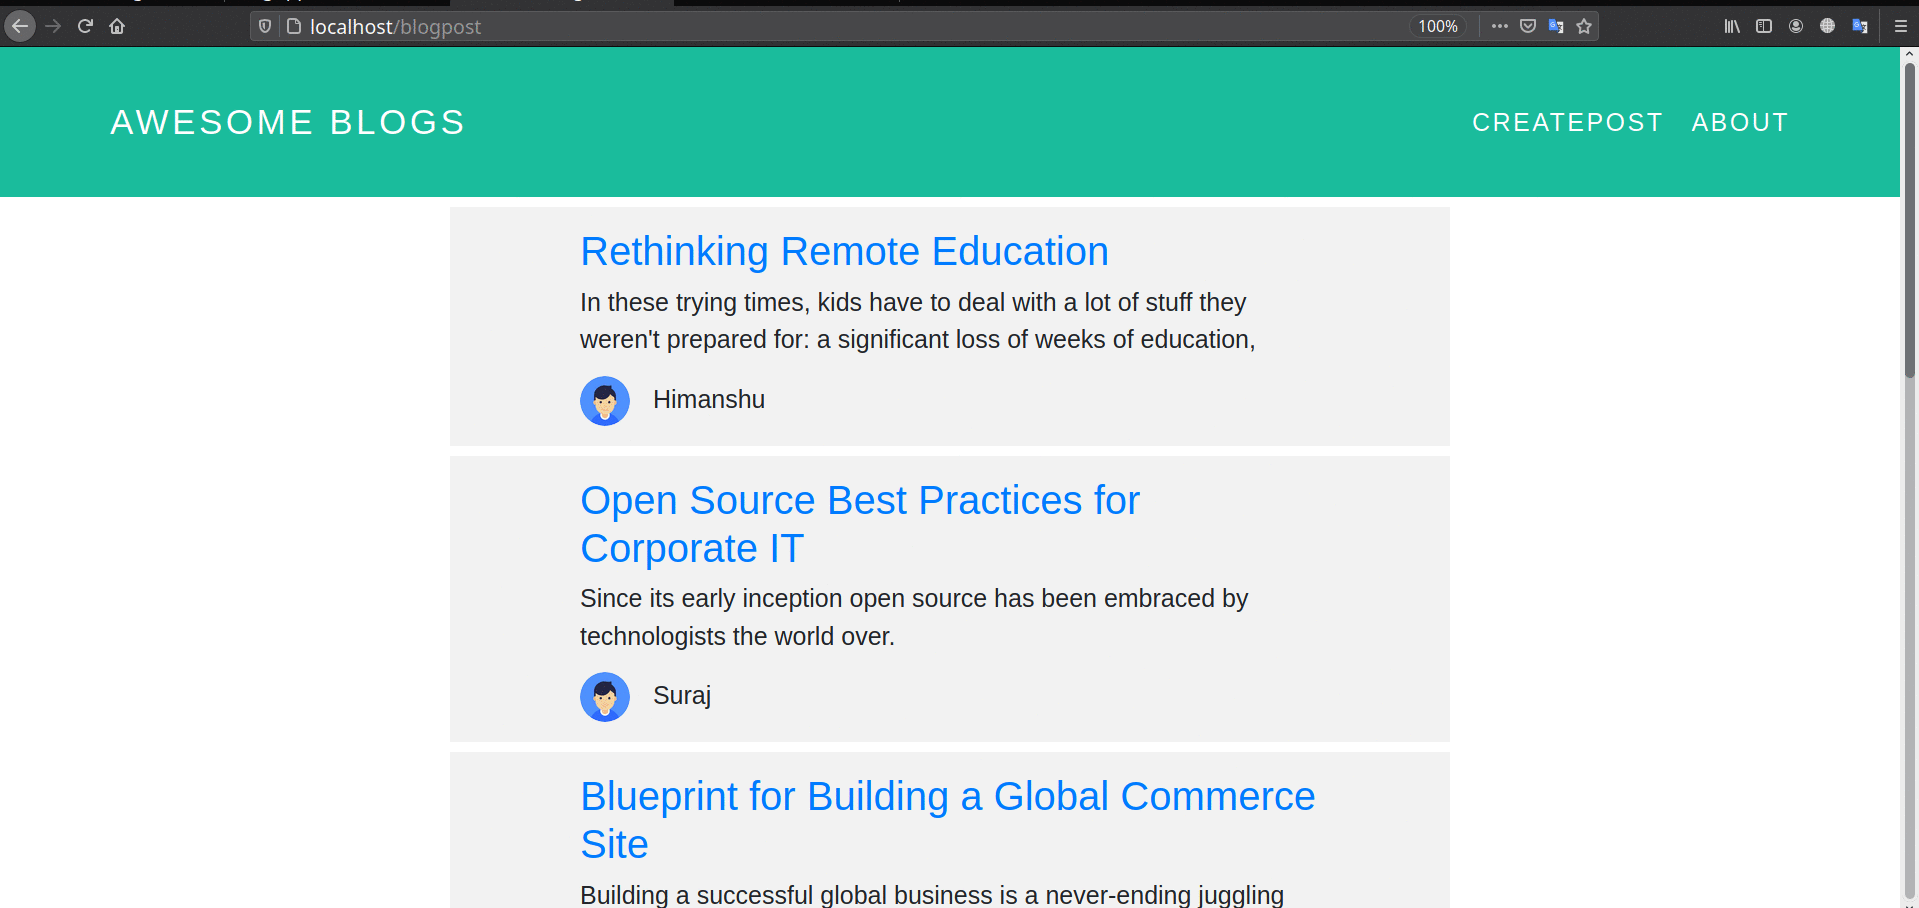 localhost/blogpost
100%
AWESOME BLOGS
CREATEPOST ABOUT
Rethinking Remote Education
In these trying times, kids have to deal with a lot of stuff they
weren't prepared for: a significant loss of weeks of education,
Himanshu
Open Source Best Practices for
Corporate IT
Since its early inception open source has been embraced by
technologists the world over.
Suraj
Blueprint for Building a Global Commerce
Site
Building a successful global business is a never-ending juggling